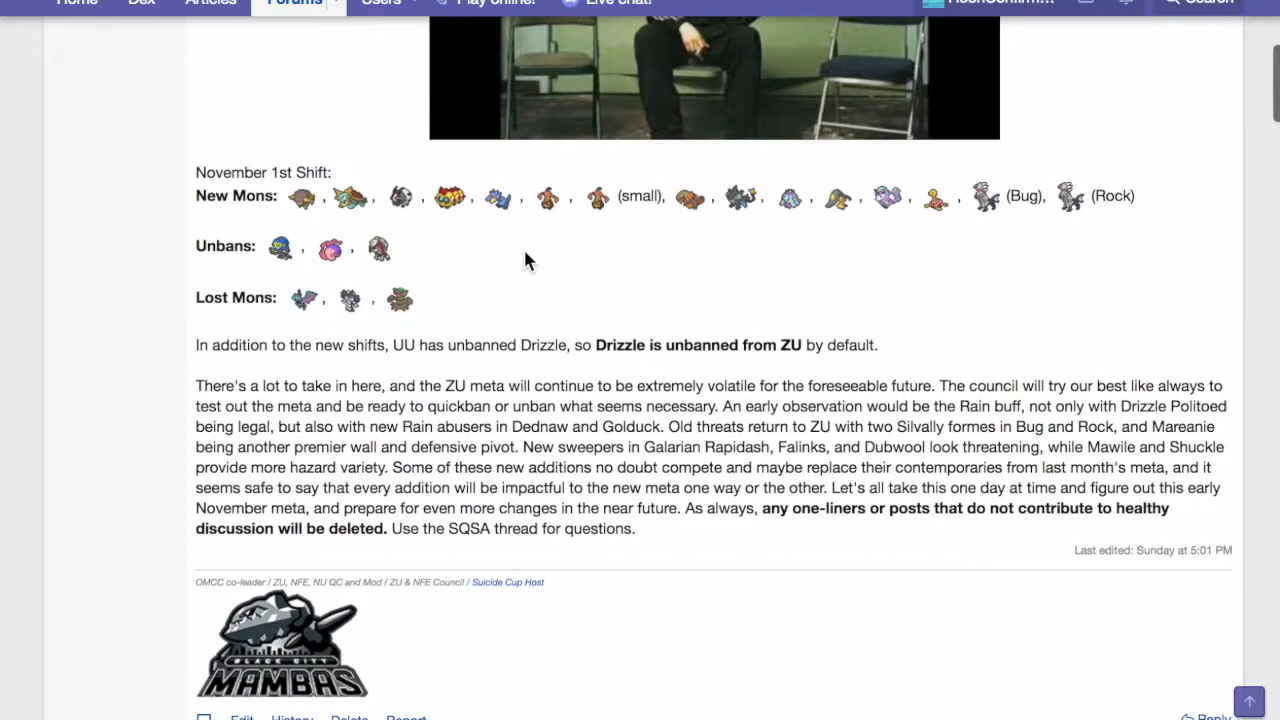 Home Dex Articles Forums Users Play online! Live chat! Search
November 1st Shift:
New Mons: , , , , , , (small), , , , , , , (Bug), (Rock)
Unbans: , ,
Lost Mons: , ,
In addition to the new shifts, UU has unbanned Drizzle, so Drizzle is unbanned from ZU by default.
There's a lot to take in here, and the ZU meta will continue to be extremely volatile for the foreseeable future. The council will try our best like always to
test out the meta and be ready to quickban or unban what seems necessary. An early observation would be the Rain buff, not only with Drizzle Politoed
being legal, but also with new Rain abusers in Dednaw and Golduck. Old threats return to ZU with two Silvally formes in Bug and Rock, and Mareanie
being another premier wall and defensive pivot. New sweepers in Galarian Rapidash, Falinks, and Dubwool look threatening, while Mawile and Shuckle
provide more hazard variety. Some of these new additions no doubt compete and maybe replace their contemporaries from last month's meta, and it
seems safe to say that every addition will be impactful to the new meta one way or the other. Let's all take this one day at time and figure out this early
November meta, and prepare for even more changes in the near future. As always, any one-liners or posts that do not contribute to healthy
discussion will be deleted. Use the SQSA thread for questions.
Last edited: Sunday at 5:01 PM
OMCC co-leader / ZU, NFE, NU QC and Mod / ZU & NFE Council / Suicide Cup Host
BLACK CITY
MAMBAS
Edit History Delete Report Reply